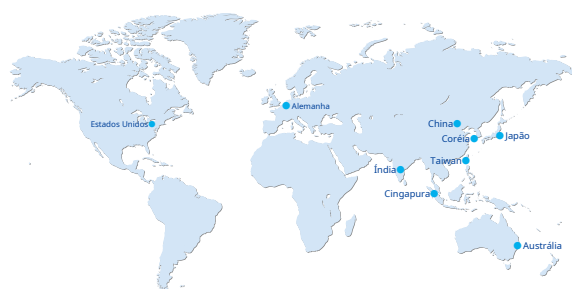 Alemanha
Estados Unidos
China
Japão
Coréia
Taiwan
Índia
Cingapura
Austrália